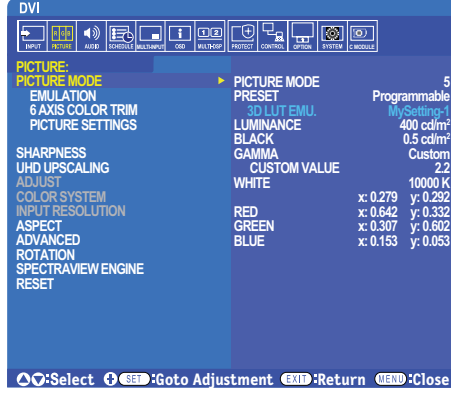 DVI
INPUT PICTURE AUDIO SCHEDULE MULTI-INPUT OSD MULTI-DSP PROTECT CONTROL OPTION SYSTEM C MODULE
R G B
i
1 2
PICTURE:
PICTURE MODE
EMULATION
6 AXIS COLOR TRIM
PICTURE SETTINGS
SHARPNESS
UHD UPSCALING
ADJUST
COLOR SYSTEM
INPUT RESOLUTION
ASPECT
ADVANCED
ROTATION
SPECTRAVIEW ENGINE
RESET
PICTURE MODE 5
PRESET Programmable
3D LUT EMU. MySetting-1
LUMINANCE 400 cd/m²
BLACK 0.5 cd/m²
GAMMA Custom
CUSTOM VALUE 2.2
WHITE 10000 K
x: 0.279 y: 0.292
RED x: 0.642 y: 0.332
GREEN x: 0.307 y: 0.602
BLUE x: 0.153 y: 0.053
:Select SET :Goto Adjustment EXIT :Return MENU :Close